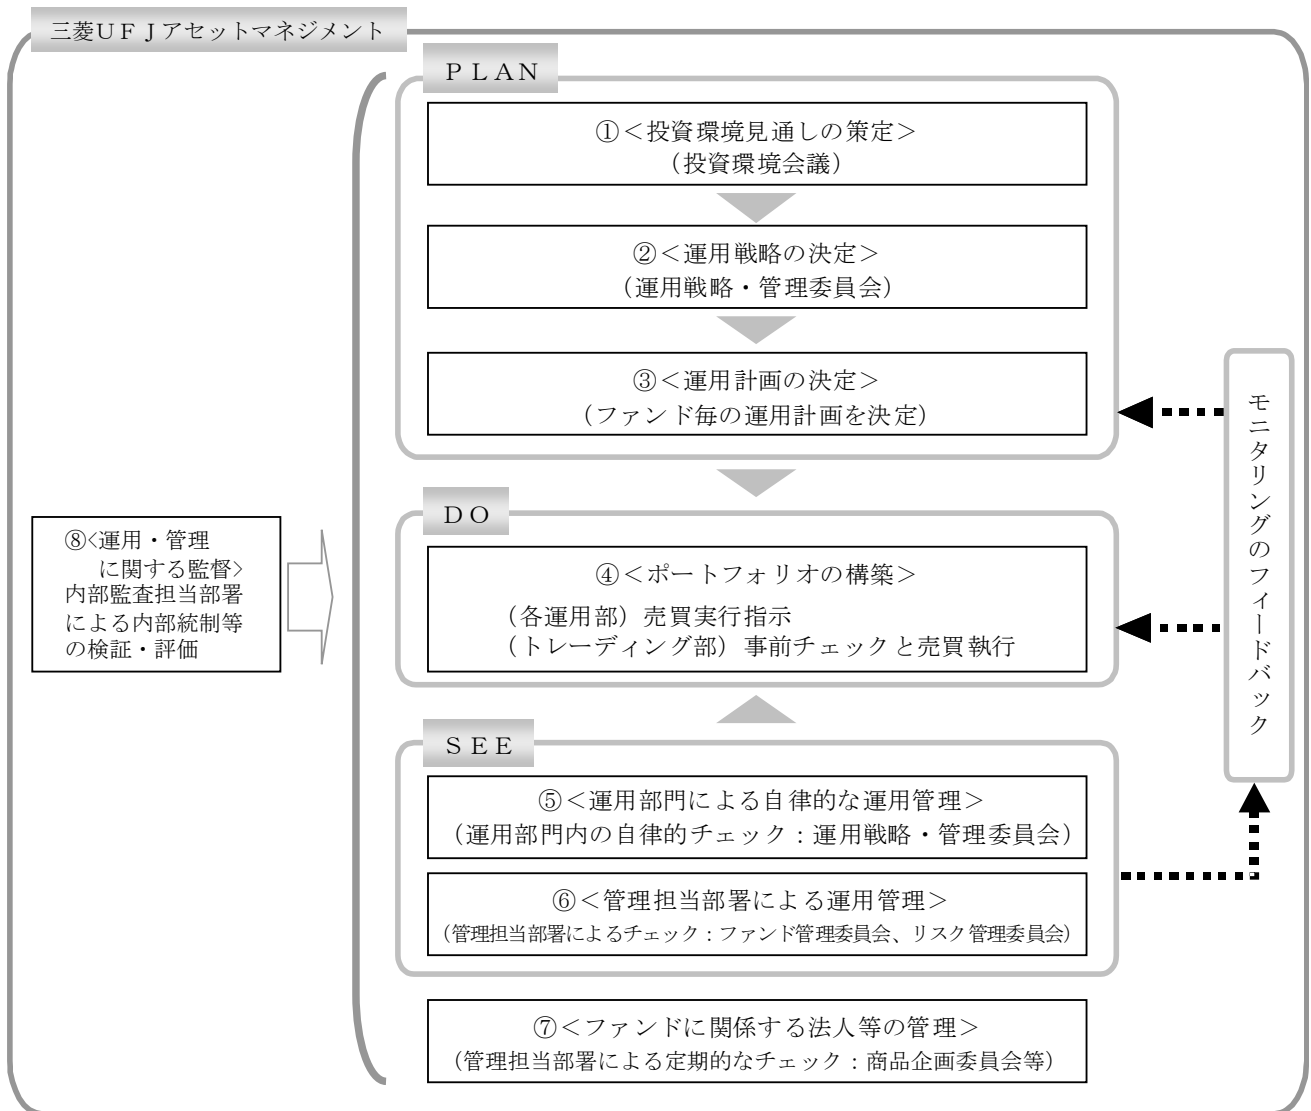 三菱ＵＦＪアセットマネジメント
ＰＬＡＮ
①＜投資環境見通しの策定＞
（投資環境会議）
②＜運用戦略の決定＞
（運用戦略・管理委員会）
③＜運用計画の決定＞
（ファンド毎の運用計画を決定）
ＤＯ
④＜ポートフォリオの構築＞
（各運用部）売買実行指示
（トレーディング部）事前チェックと売買執行
ＳＥＥ
⑤＜運用部門による自律的な運用管理＞
（運用部門内の自律的チェック：運用戦略・管理委員会）
⑥＜管理担当部署による運用管理＞
（管理担当部署によるチェック：ファンド管理委員会、リスク管理委員会）
⑦＜ファンドに関係する法人等の管理＞
（管理担当部署による定期的なチェック：商品企画委員会等）
⑧<運用・管理
に関する監督>
内部監査担当部署
による内部統制等
の検証・評価
モニタリングのフィードバック